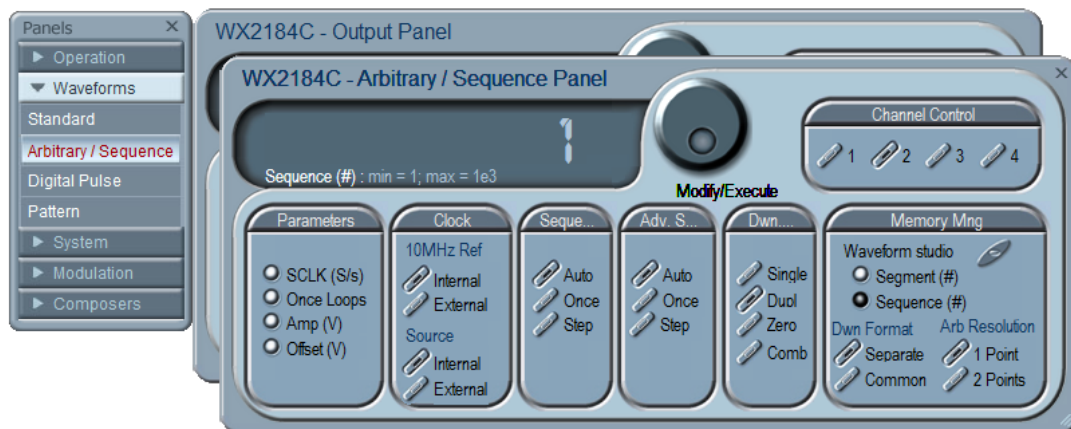 Panels
Operation
Waveforms
Standard
Arbitrary / Sequence
Digital Pulse
Pattern
System
Modulation
Composers
WX2184C - Output Panel
WX2184C - Arbitrary / Sequence Panel
1
Sequence (#) : min = 1; max = 1e3
Modify/Execute
Channel Control
1 2 3 4
Parameters
SCLK (S/s)
Once Loops
Amp (V)
Offset (V)
Clock
10MHz Ref
Internal
External
Source
Internal
External
Seque...
Auto
Once
Step
Adv. S...
Auto
Once
Step
Dwn....
Single
Dupl
Zero
Comb
Memory Mng
Waveform studio
Segment (#)
Sequence (#)
Dwn Format
Separate
Common
Arb Resolution
1 Point
2 Points